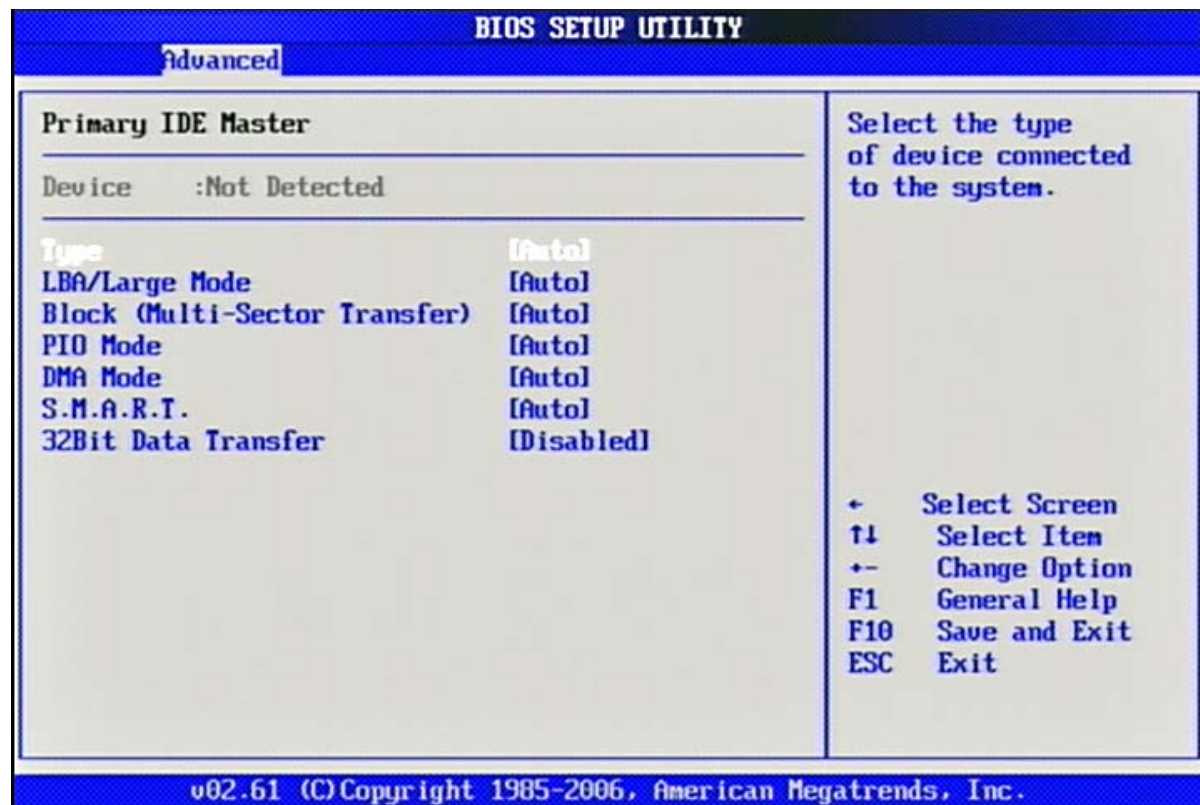 BIOS SETUP UTILITY
Advanced
Primary IDE Master
Device :Not Detected
Type [Auto]
LBA/Large Mode [Auto]
Block (Multi-Sector Transfer) [Auto]
PIO Mode [Auto]
DMA Mode [Auto]
S.M.A.R.T. [Auto]
32Bit Data Transfer [Disabled]
Select the type
of device connected
to the system.
← Select Screen
↑↓ Select Item
+- Change Option
F1 General Help
F10 Save and Exit
ESC Exit
v02.61 (C)Copyright 1985-2006, American Megatrends, Inc.